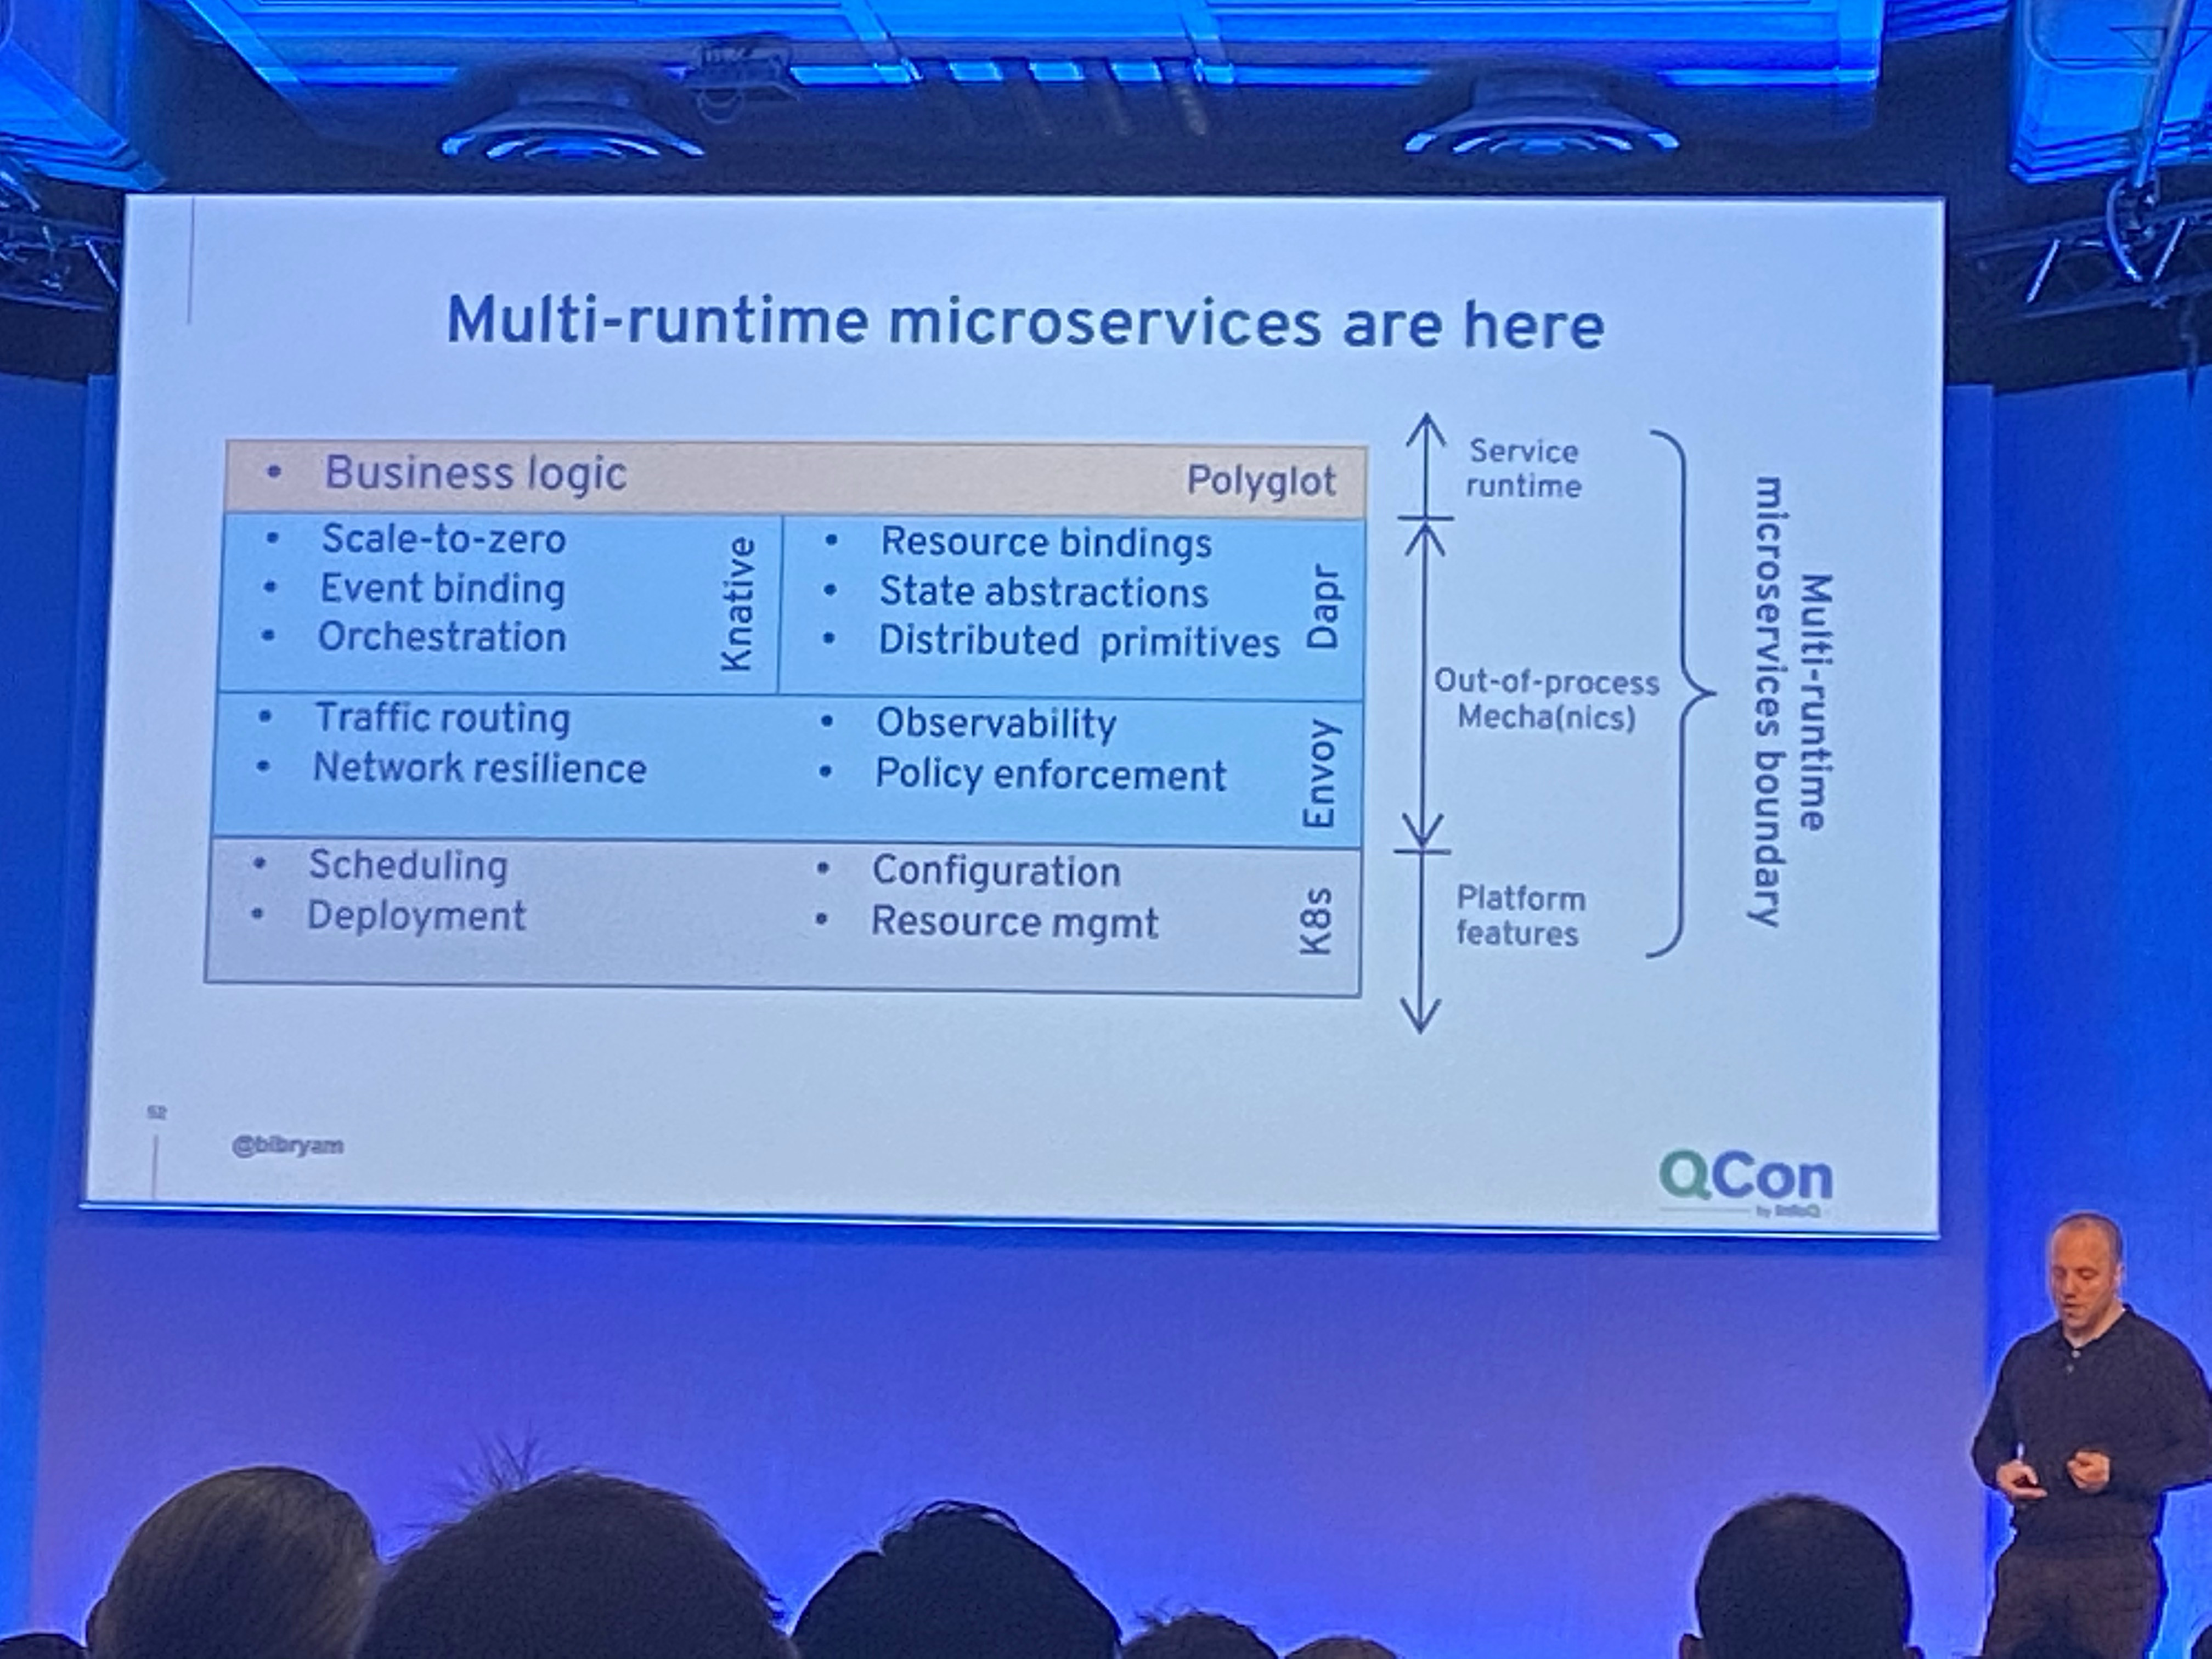 Multi-runtime microservices are here
• Business logic
Polyglot
• Scale-to-zero
• Event binding
• Orchestration
Knative
• Resource bindings
• State abstractions
• Distributed primitives
Dapr
• Traffic routing
• Network resilience
• Observability
• Policy enforcement
Envoy
• Scheduling
• Deployment
• Configuration
• Resource mgmt
K8s
Service
runtime
Out-of-process
Mecha(nics)
Platform
features
Multi-runtime
microservices boundary
52
@bibryam
QCon
by InfoQ